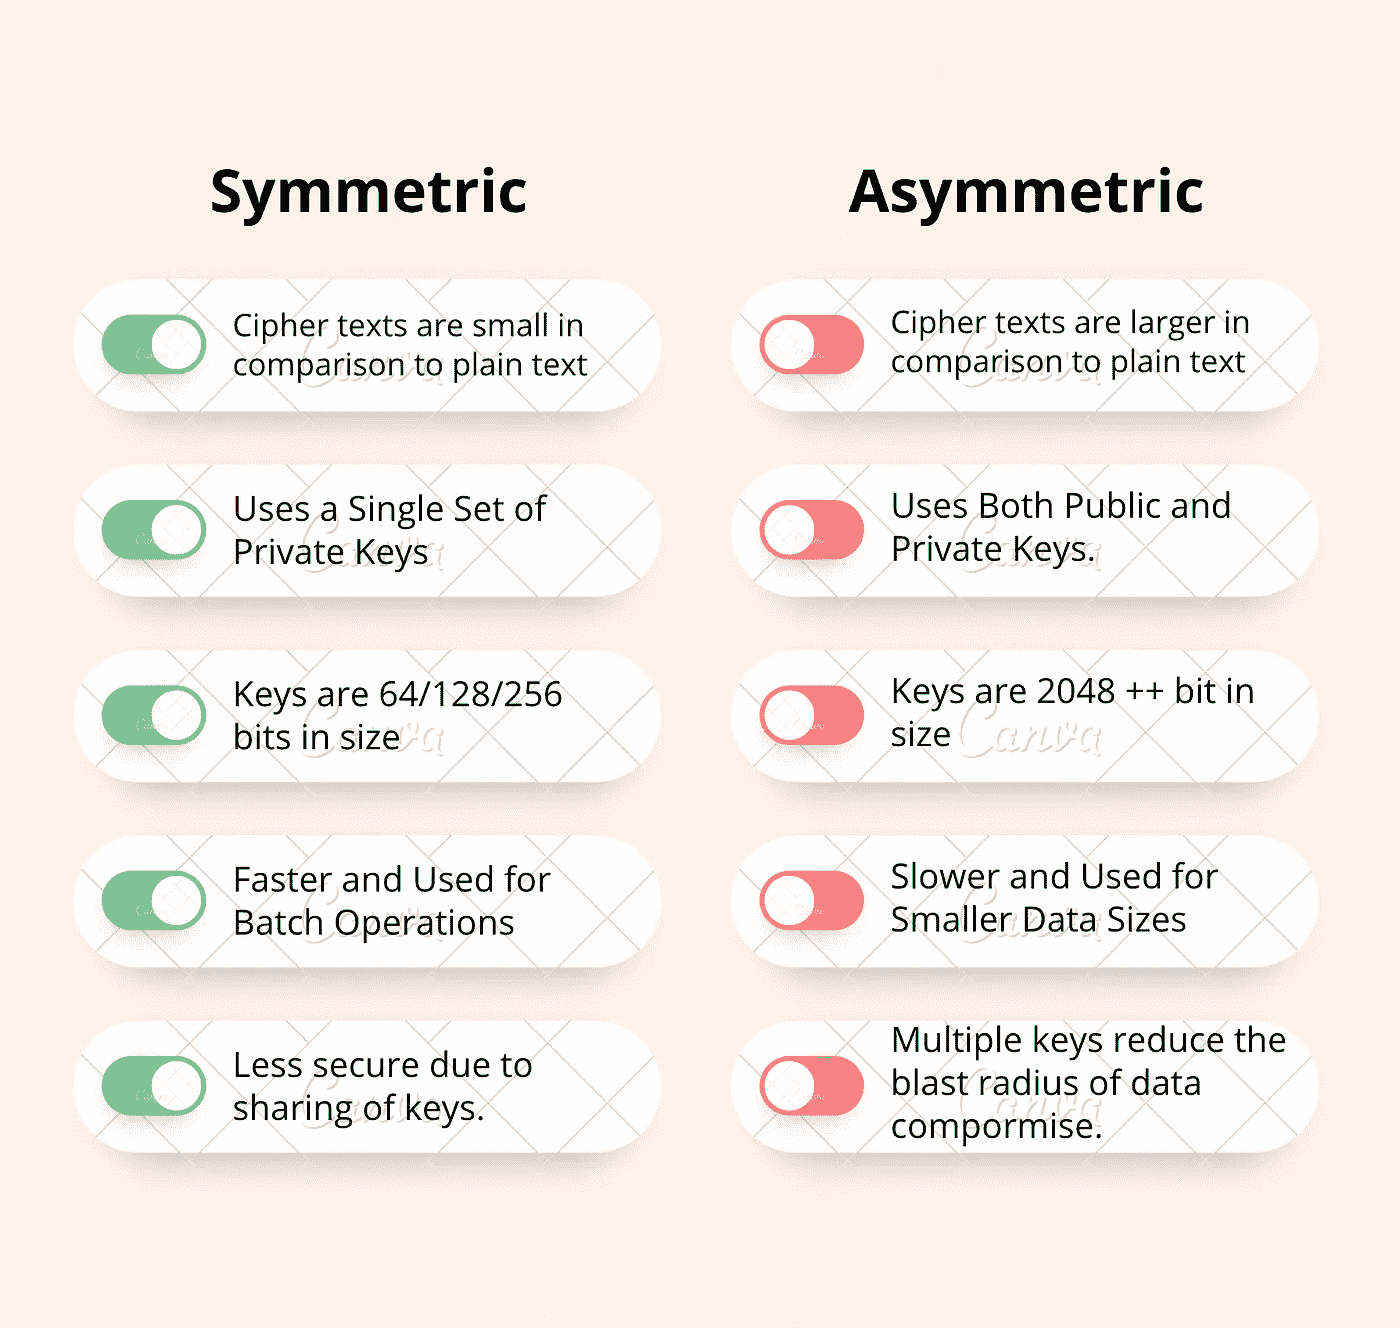 Symmetric
Cipher texts are small in
comparison to plain text
Uses a Single Set of
Private Keys
Keys are 64/128/256
bits in size
Faster and Used for
Batch Operations
Less secure due to
sharing of keys.
Asymmetric
Cipher texts are larger in
comparison to plain text
Uses Both Public and
Private Keys.
Keys are 2048 ++ bit in
size
Canva
Slower and Used for
Smaller Data Sizes
Multiple keys reduce the
blast radius of data
compormise.